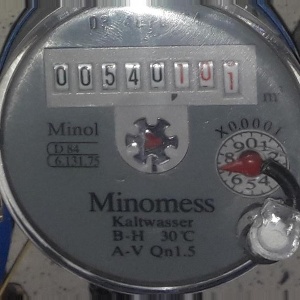 00540101
m³
Minol
D 84
6.131.75
X0,0001
Minomess
Kaltwasser
B-H 30°C
A-V Qn1.5